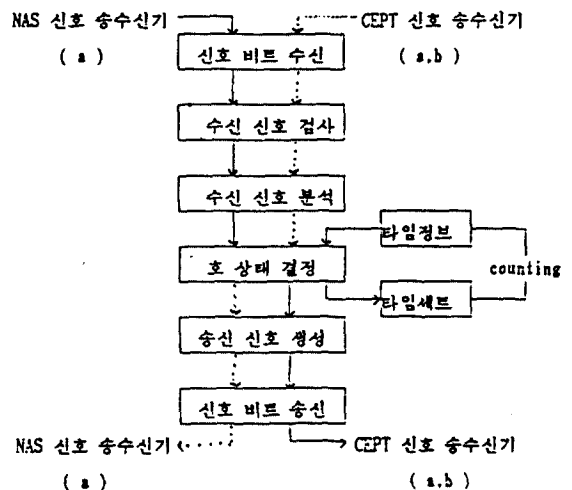 NAS 신호 송수신기
( a )
CEPT 신호 송수신기
( a.b )
신호 비트 수신
수신 신호 검사
수신 신호 분석
호 상태 결정
타임정보
counting
타임세트
송신 신호 생성
신호 비트 송신
NAS 신호 송수신기
( a )
CEPT 신호 송수신기
( a.b )